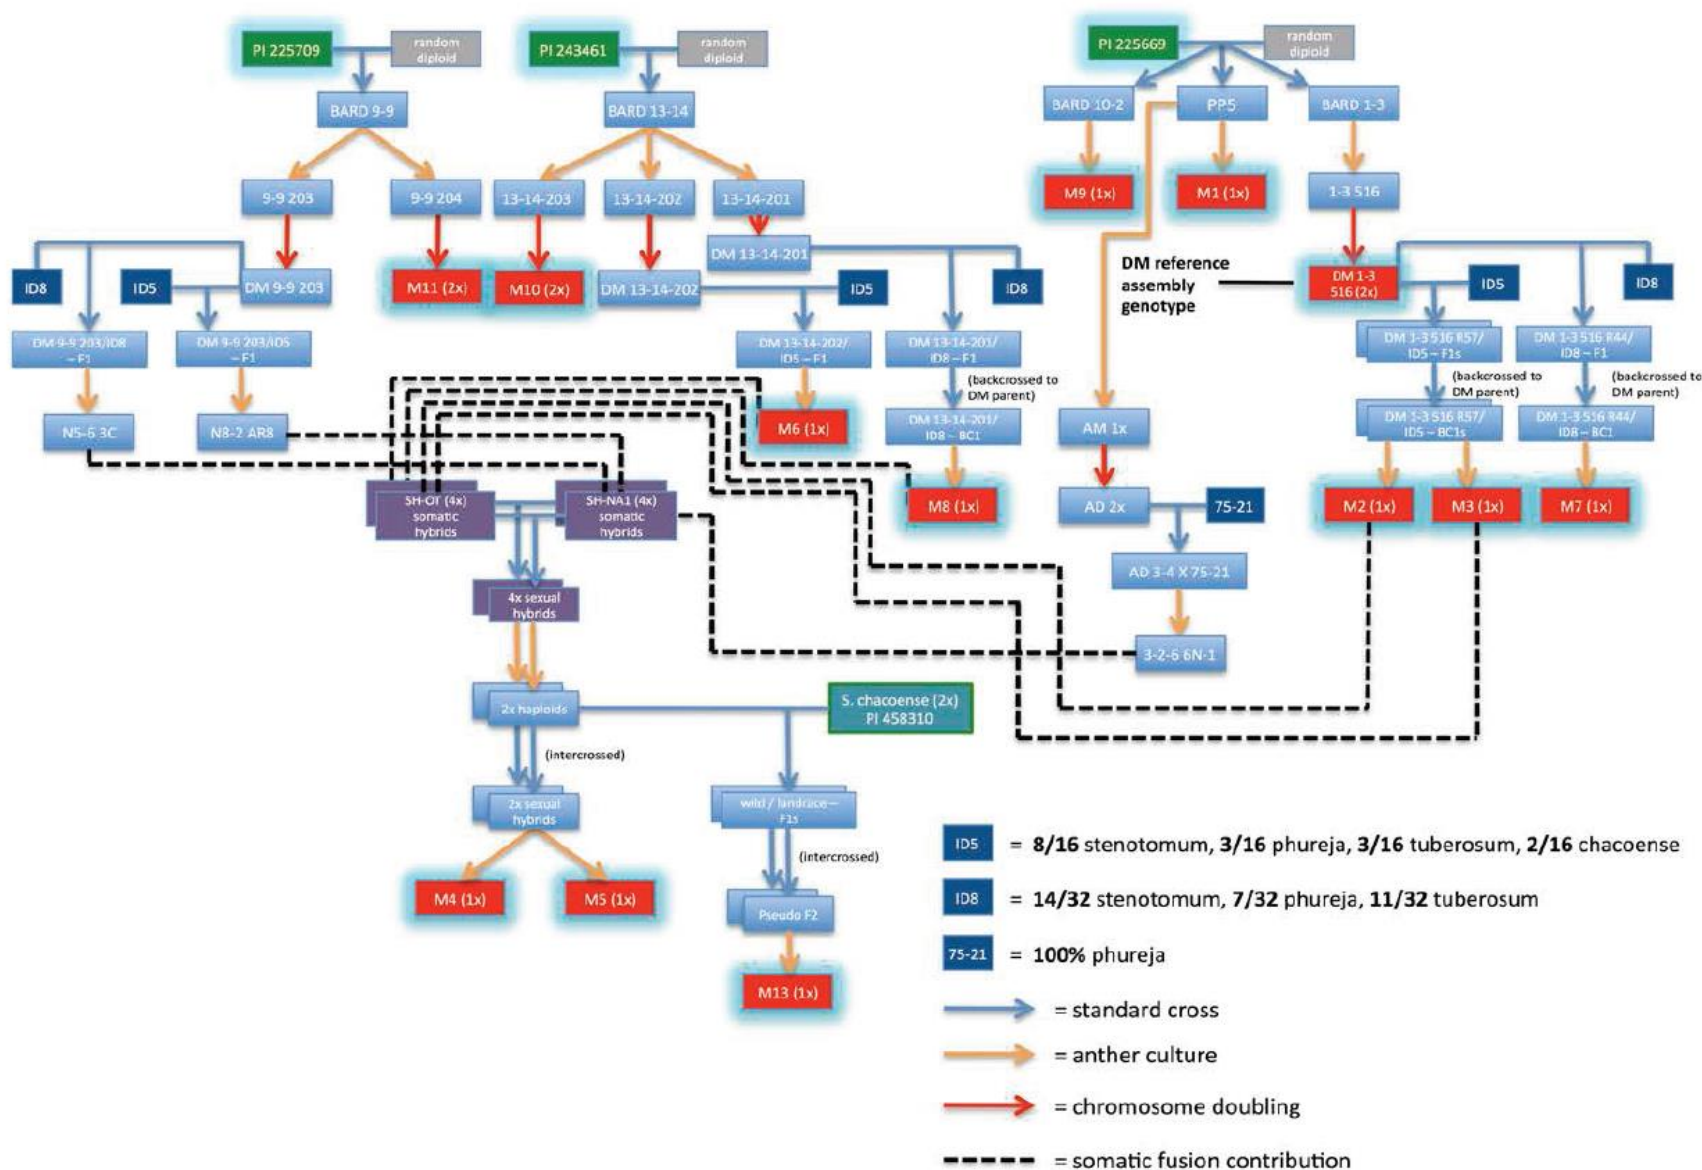 PI 225709
random
diploid
PI 243461
random
diploid
PI 225669
random
diploid
BARD 9-9
BARD 13-14
BARD 10-2
PP5
BARD 1-3
9-9 203
9-9 204
13-14-203
13-14-202
13-14-201
M9 (1x)
M1 (1x)
1-3 516
ID8
ID5
DM 9-9 203
M11 (2x)
M10 (2x)
DM 13-14-202
DM 13-14-201
ID5
ID8
DM reference
assembly
genotype
DM 1-3
516 (2x)
ID5
ID8
DM 9-9 203/ID8
– F1
DM 9-9 203/ID5
– F1
DM 13-14-202/
ID5 – F1
DM 13-14-201/
ID8 – F1
DM 1-3 516 R57/
ID5 – F1s
DM 1-3 516 R44/
ID8 – F1
(backcrossed to
DM parent)
(backcrossed to
DM parent)
(backcrossed to
DM parent)
N5-6 3C
N8-2 AR8
M6 (1x)
DM 13-14-201/
ID8 – BC1
AM 1x
DM 1-3 516 R57/
ID5 – BC1s
DM 1-3 516 R44/
ID8 – BC1
SH-OT (4x)
somatic
hybrids
SH-NA1 (4x)
somatic
hybrids
M8 (1x)
AD 2x
75-21
M2 (1x)
M3 (1x)
M7 (1x)
AD 3-4 X 75-21
4x sexual
hybrids
3-2-6 6N-1
2x haploids
S. chacoense (2x)
PI 458310
(intercrossed)
2x sexual
hybrids
wild / landrace –
F1s
(intercrossed)
M4 (1x)
M5 (1x)
Pseudo F2
M13 (1x)
ID5 = 8/16 stenotomum, 3/16 phureja, 3/16 tuberosum, 2/16 chacoense
ID8 = 14/32 stenotomum, 7/32 phureja, 11/32 tuberosum
75-21 = 100% phureja
= standard cross
= anther culture
= chromosome doubling
= somatic fusion contribution